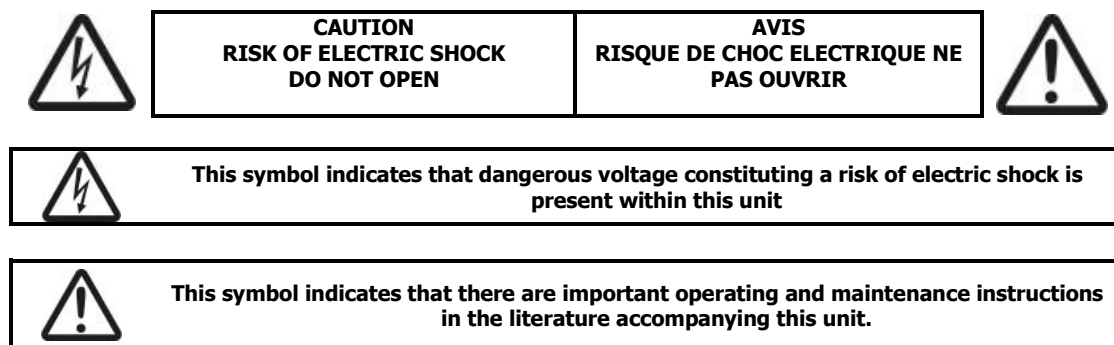 CAUTION
RISK OF ELECTRIC SHOCK
DO NOT OPEN
AVIS
RISQUE DE CHOC ELECTRIQUE NE
PAS OUVRIR
This symbol indicates that dangerous voltage constituting a risk of electric shock is
present within this unit
This symbol indicates that there are important operating and maintenance instructions
in the literature accompanying this unit.